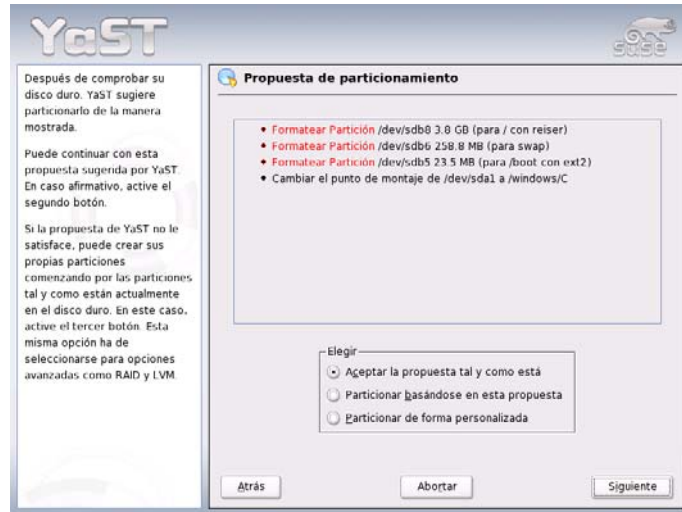 YaST
suse
Después de comprobar su
disco duro. YaST sugiere
particionarlo de la manera
mostrada.
Puede continuar con esta
propuesta sugerida por YaST.
En caso afirmativo, active el
segundo botón.
Si la propuesta de YaST no le
satisface, puede crear sus
propias particiones
comenzando por las particiones
tal y como están actualmente
en el disco duro. En este caso,
active el tercer botón. Esta
misma opción ha de
seleccionarse para opciones
avanzadas como RAID y LVM.
Propuesta de particionamiento
Formatear Partición /dev/sdb8 3.8 GB (para / con reiser)
Formatear Partición /dev/sdb6 258.8 MB (para swap)
Formatear Partición /dev/sdb5 23.5 MB (para /boot con ext2)
Cambiar el punto de montaje de /dev/sda1 a /windows/C
Elegir
Aceptar la propuesta tal y como está
Particionar basándose en esta propuesta
Particionar de forma personalizada
Atrás
Abortar
Siguiente